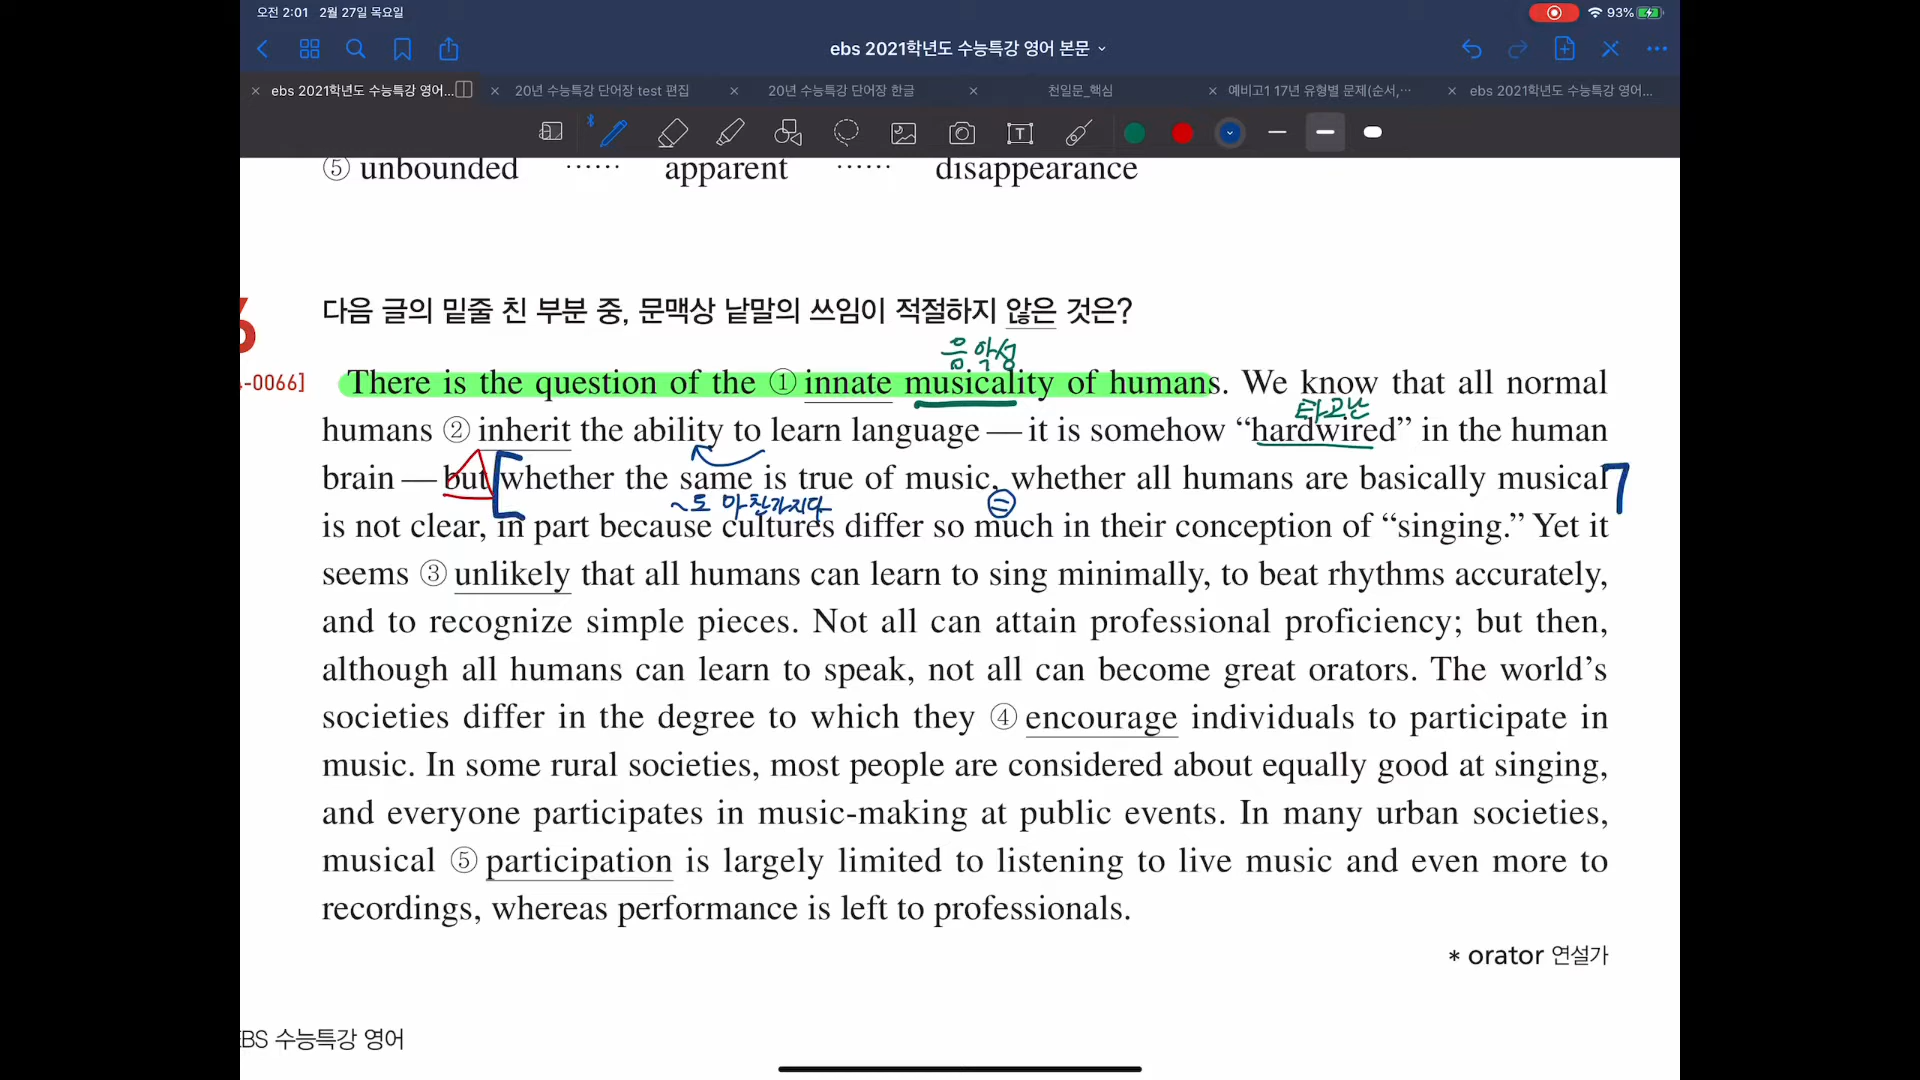 오전 2:01 2월 27일 목요일
93%
ebs 2021학년도 수능특강 영어 본문
ebs 2021학년도 수능특강 영어...
20년 수능특강 단어장 test 편집
20년 수능특강 단어장 한글
천일문_핵심
예비고1 17년 유형별 문제(순서,...
ebs 2021학년도 수능특강 영어...
⑤ unbounded …… apparent …… disappearance
다음 글의 밑줄 친 부분 중, 문맥상 낱말의 쓰임이 적절하지 않은 것은?
음악성
-0066] There is the question of the ① innate musicality of humans. We know that all normal
타고난
humans ② inherit the ability to learn language — it is somehow “hardwired” in the human
brain — but whether the same is true of music, whether all humans are basically musical
~도 마찬가지다
is not clear, in part because cultures differ so much in their conception of “singing.” Yet it
seems ③ unlikely that all humans can learn to sing minimally, to beat rhythms accurately,
and to recognize simple pieces. Not all can attain professional proficiency; but then,
although all humans can learn to speak, not all can become great orators. The world’s
societies differ in the degree to which they ④ encourage individuals to participate in
music. In some rural societies, most people are considered about equally good at singing,
and everyone participates in music-making at public events. In many urban societies,
musical ⑤ participation is largely limited to listening to live music and even more to
recordings, whereas performance is left to professionals.
* orator 연설가
EBS 수능특강 영어